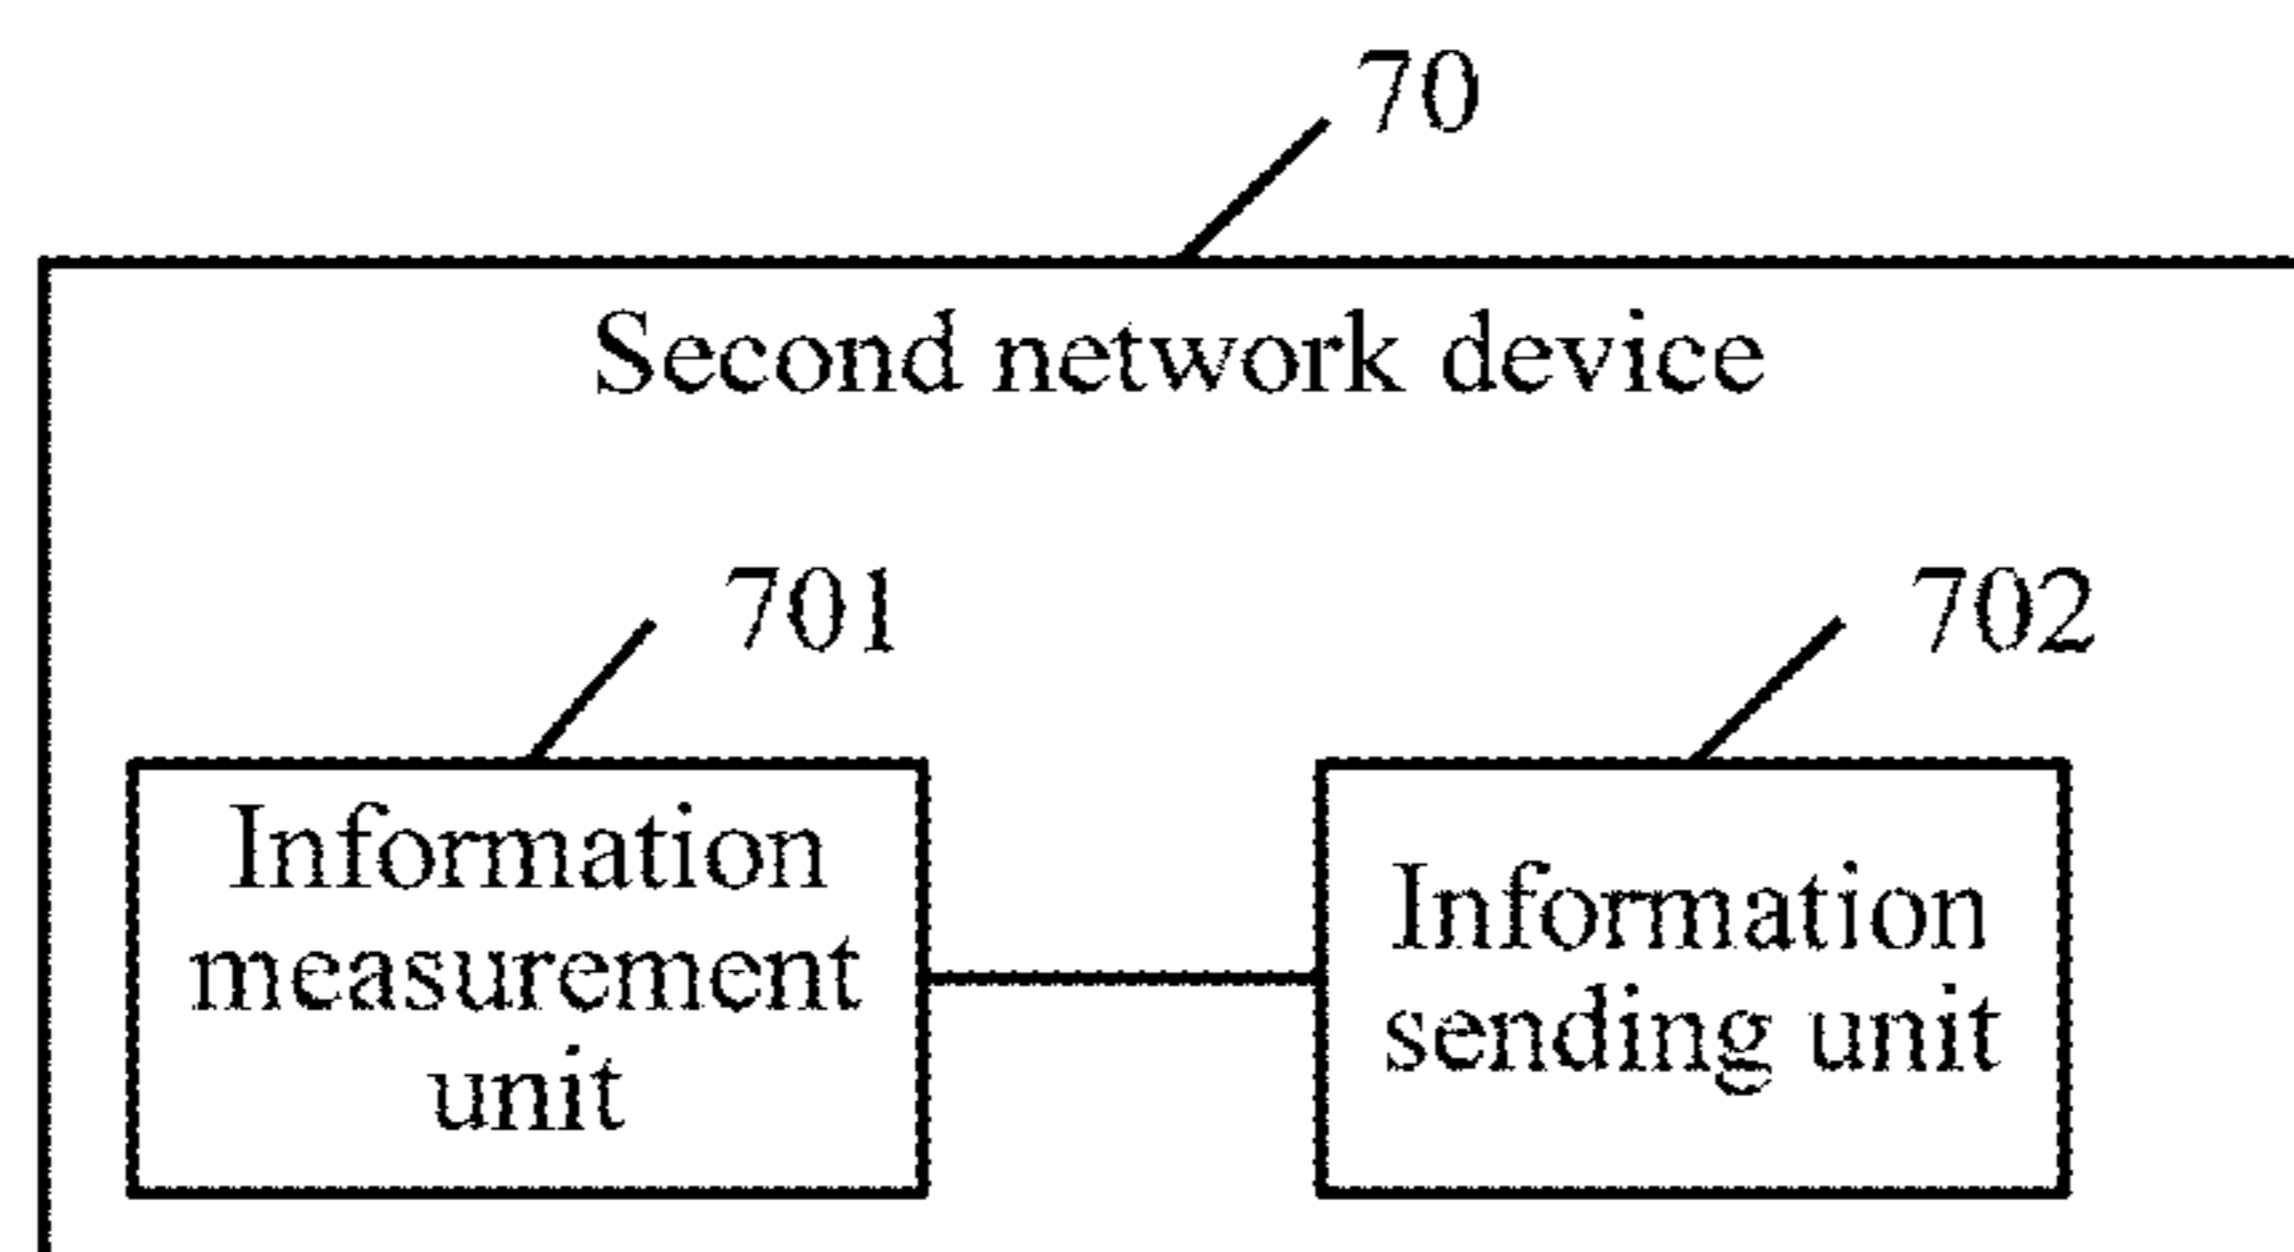 70
Second network device
701
702
Information
measurement
unit
Information
sending unit